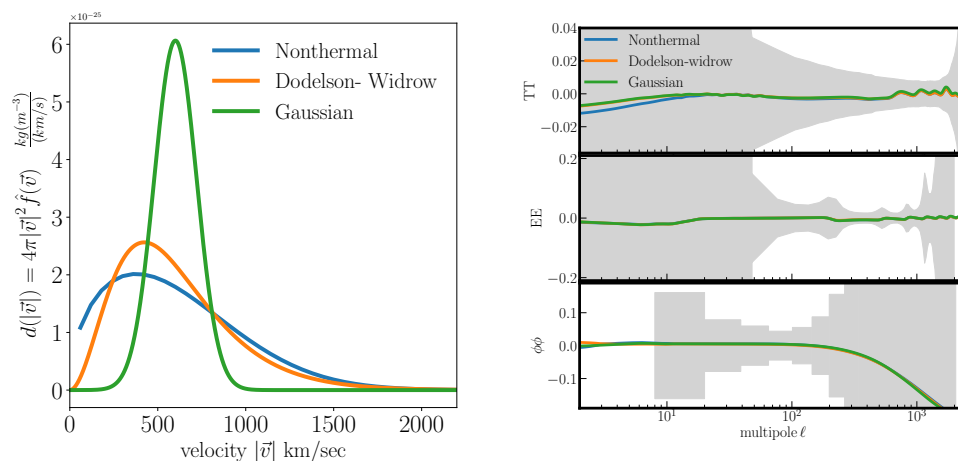 ×10−25
6
5
4
3
2
1
0
d(|v⃗|) = 4π|v⃗|² f̂(v⃗) kg(m⁻³)/(km/s)
Nonthermal
Dodelson- Widrow
Gaussian
0 500 1000 1500 2000
velocity |v⃗| km/sec
0.04
0.00
−0.02
TT
Nonthermal
Dodelson-widrow
Gaussian
0.2
0.0
−0.2
EE
0.1
0.0
−0.1
ϕϕ
10¹ 10² 10³
multipole ℓ